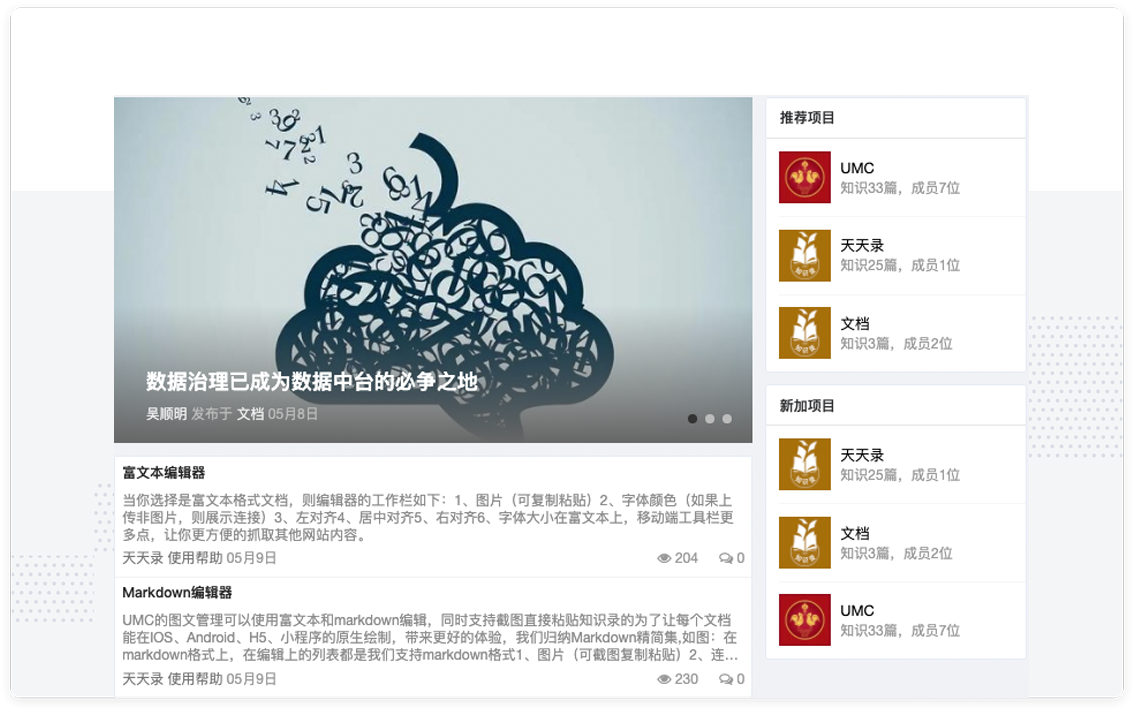 数据治理已成为数据中台的必争之地
吴顺明 发布于 文档 05月8日
富文本编辑器
当你选择是富文本格式文档，则编辑器的工作栏如下：1、图片（可复制粘贴）2、字体颜色（如果上
传非图片，则展示连接）3、左对齐4、居中对齐5、右对齐6、字体大小在富文本上，移动端工具栏更
多点，让你更方便的抓取其他网站内容。
天天录 使用帮助 05月9日 204 0
Markdown编辑器
UMC的图文管理可以使用富文本和markdown编辑，同时支持截图直接粘贴知识录的为了让每个文档
能在IOS、Android、H5、小程序的原生绘制，带来更好的体验，我们归纳Markdown精简集,如图：在
markdown格式上，在编辑上的列表都是我们支持markdown格式1、图片（可截图复制粘贴）2、连...
天天录 使用帮助 05月9日 230 0
推荐项目
UMC
知识33篇，成员7位
天天录
知识25篇，成员1位
文档
知识3篇，成员2位
新加项目
天天录
知识25篇，成员1位
文档
知识3篇，成员2位
UMC
知识33篇，成员7位